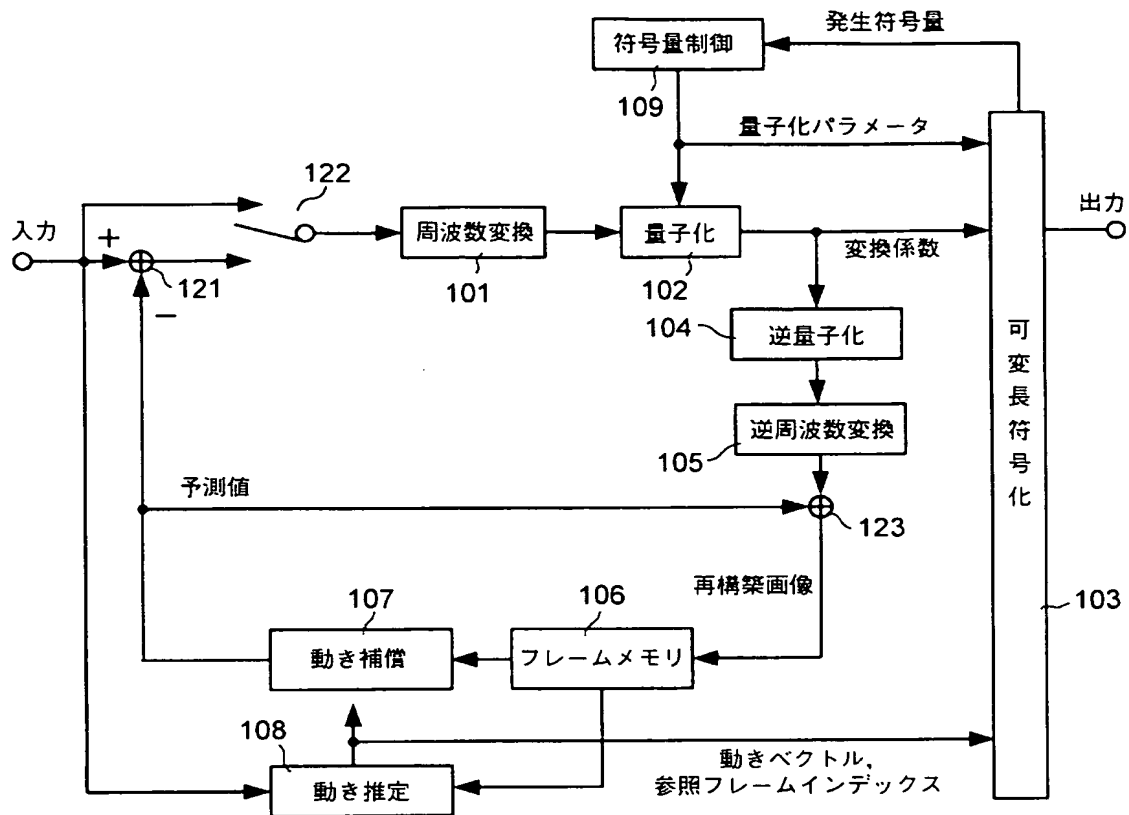 発生符号量
符号量制御
109
量子化パラメータ
122
入力
+
121
−
周波数変換
101
量子化
102
変換係数
出力
104
逆量子化
逆周波数変換
105
可変長符号化
予測値
123
再構築画像
103
107
動き補償
106
フレームメモリ
108
動き推定
動きベクトル,
参照フレームインデックス